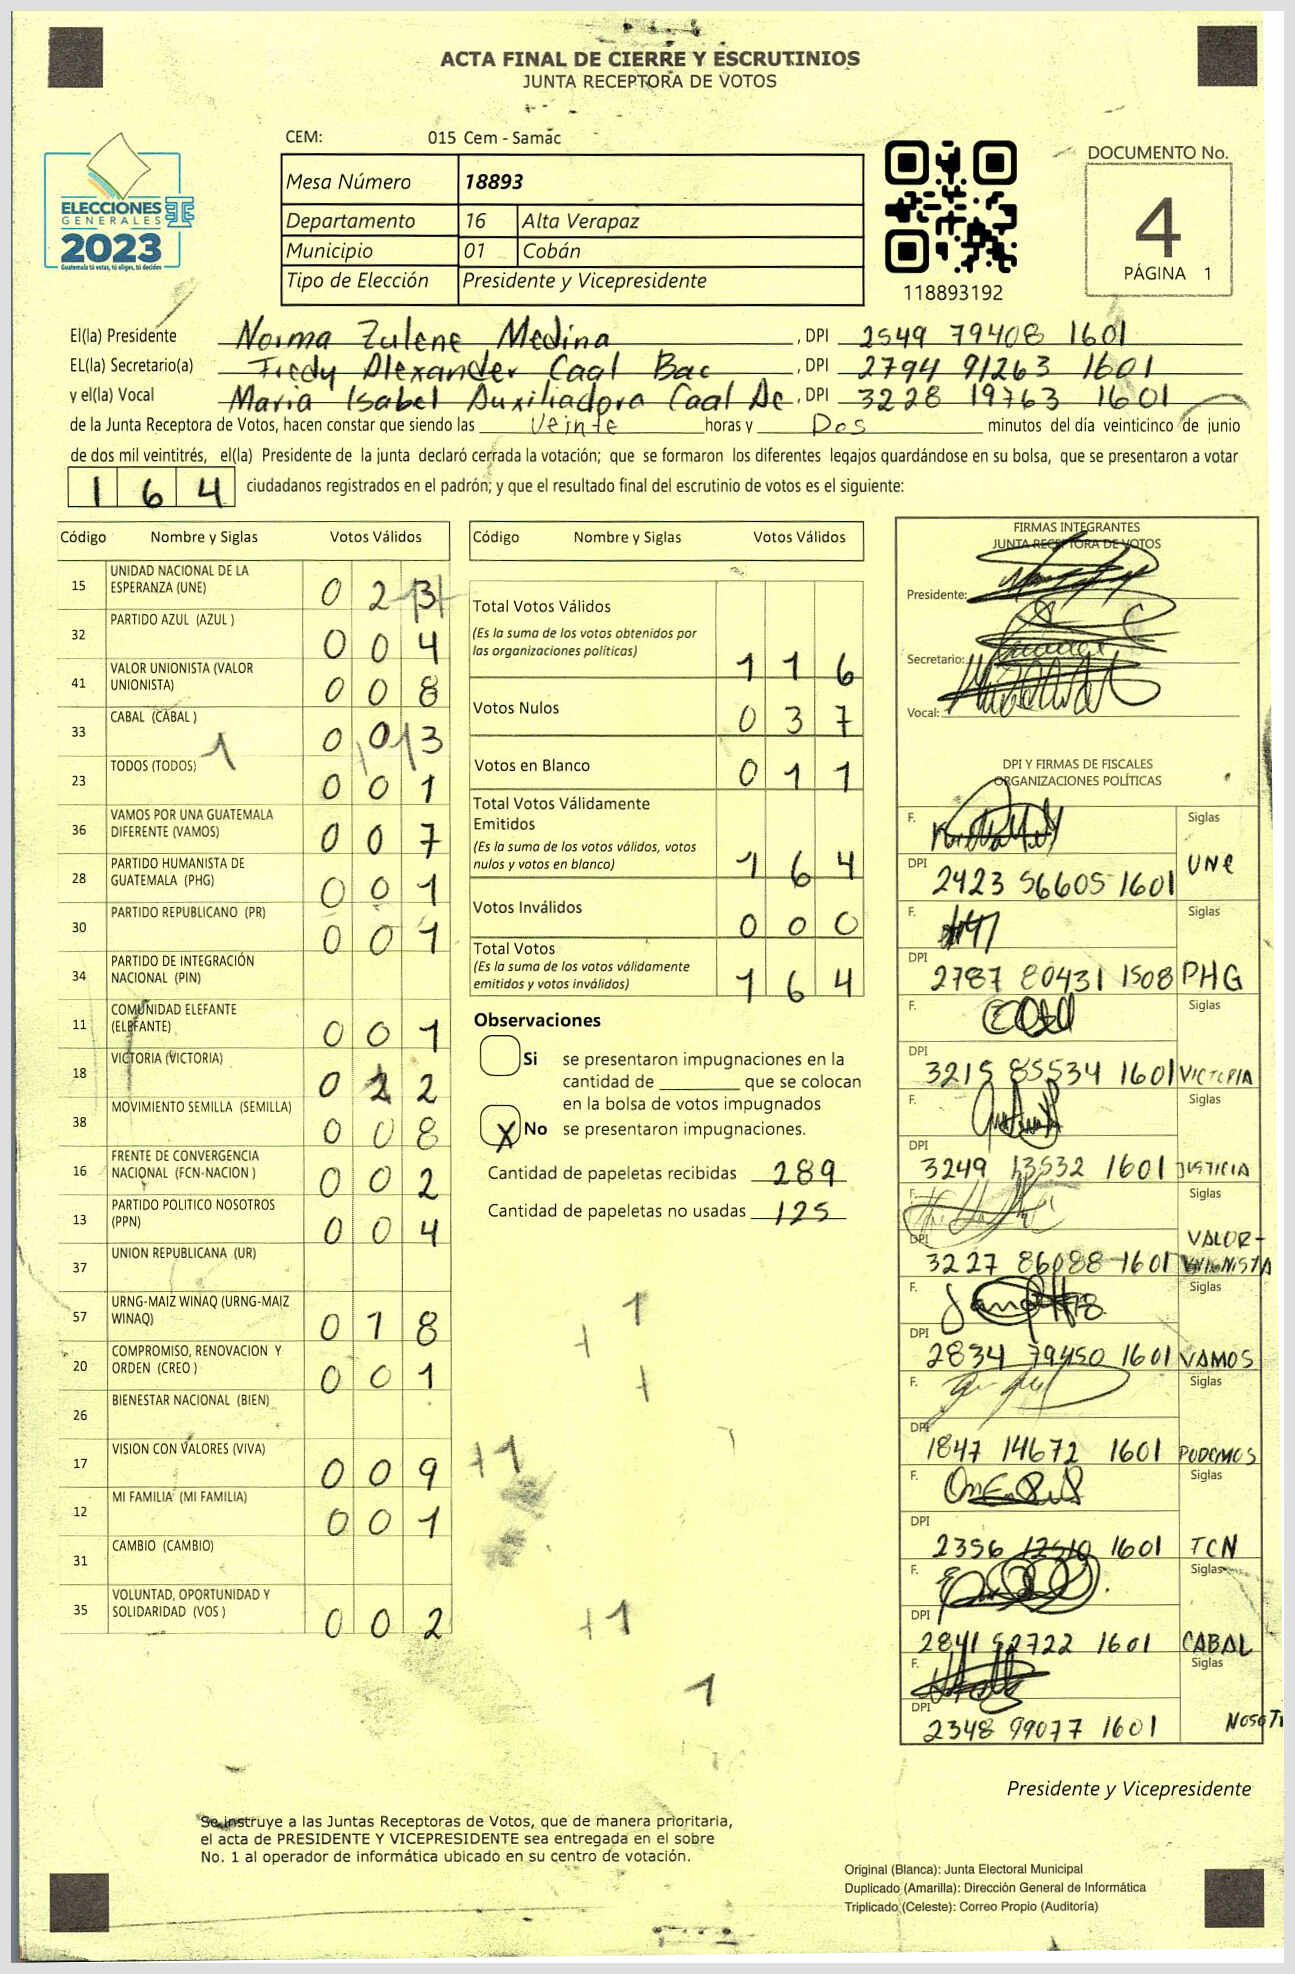 ACTA FINAL DE CIERRE Y ESCRUTINIOS
JUNTA RECEPTORA DE VOTOS
CEM: 015 Cem - Samac
Mesa Número 18893
Departamento 16 Alta Verapaz
Municipio 01 Cobán
Tipo de Elección Presidente y Vicepresidente
ELECCIONES
GENERALES
2023
Guatemala tú votas, tú eliges, tú decides
118893192
DOCUMENTO No.
4
PÁGINA 1
El(la) Presidente Norma Zulene Medina , DPI 2549 79408 1601
EL(la) Secretario(a) Fredy Alexander Caal Bac , DPI 2794 91263 1601
y el(la) Vocal Maria Isabel Auxiliadora Caal Ac , DPI 3228 19763 1601
de la Junta Receptora de Votos, hacen constar que siendo las Veinte horas y Dos minutos del día veinticinco de junio
de dos mil veintitrés, el(la) Presidente de la junta declaró cerrada la votación; que se formaron los diferentes legajos quardándose en su bolsa, que se presentaron a votar
1 6 4 ciudadanos registrados en el padrón; y que el resultado final del escrutinio de votos es el siguiente:
Código Nombre y Siglas Votos Válidos
15 UNIDAD NACIONAL DE LA ESPERANZA (UNE) 0 2 3
32 PARTIDO AZUL (AZUL ) 0 0 4
41 VALOR UNIONISTA (VALOR UNIONISTA) 0 0 8
33 CABAL (CABAL ) 0 0 3
23 TODOS (TODOS) 0 0 1
36 VAMOS POR UNA GUATEMALA DIFERENTE (VAMOS) 0 0 7
28 PARTIDO HUMANISTA DE GUATEMALA (PHG) 0 0 1
30 PARTIDO REPUBLICANO (PR) 0 0 1
34 PARTIDO DE INTEGRACIÓN NACIONAL (PIN)
11 COMUNIDAD ELEFANTE (ELEFANTE) 0 0 1
18 VICTORIA (VICTORIA) 0 2 2
38 MOVIMIENTO SEMILLA (SEMILLA) 0 0 8
16 FRENTE DE CONVERGENCIA NACIONAL (FCN-NACION ) 0 0 2
13 PARTIDO POLITICO NOSOTROS (PPN) 0 0 4
37 UNION REPUBLICANA (UR)
57 URNG-MAIZ WINAQ (URNG-MAIZ WINAQ) 0 1 8
20 COMPROMISO, RENOVACION Y ORDEN (CREO ) 0 0 1
26 BIENESTAR NACIONAL (BIEN)
17 VISION CON VALORES (VIVA) 0 0 9
12 MI FAMILIA (MI FAMILIA) 0 0 1
31 CAMBIO (CAMBIO)
35 VOLUNTAD, OPORTUNIDAD Y SOLIDARIDAD (VOS ) 0 0 2
Código Nombre y Siglas Votos Válidos
Total Votos Válidos
(Es la suma de los votos obtenidos por
las organizaciones políticas) 1 1 6
Votos Nulos 0 3 7
Votos en Blanco 0 1 1
Total Votos Válidamente
Emitidos
(Es la suma de los votos válidos, votos
nulos y votos en blanco) 1 6 4
Votos Inválidos 0 0 0
Total Votos
(Es la suma de los votos válidamente
emitidos y votos inválidos) 1 6 4
Observaciones
Si se presentaron impugnaciones en la
cantidad de ________ que se colocan
en la bolsa de votos impugnados
X No se presentaron impugnaciones.
Cantidad de papeletas recibidas 289
Cantidad de papeletas no usadas 125
1
1
+1
+1
1
FIRMAS INTEGRANTES
JUNTA RECEPTORA DE VOTOS
Presidente:
Secretario:
Vocal:
DPI Y FIRMAS DE FISCALES
ORGANIZACIONES POLÍTICAS
F. Siglas
DPI 2423 56605 1601 UNE
F. Siglas
DPI 2787 80431 1508 PHG
F. Siglas
DPI 3215 85534 1601 VICTORIA
F. Siglas
DPI 3249 13532 1601 JUSTICIA
F. Siglas
DPI 3227 86088 1601 VALOR-UNIONISTA
F. Siglas
DPI 2834 79450 1601 VAMOS
F. Siglas
DPI 1847 14672 1601 PODEMOS
F. Siglas
DPI 2356 12510 1601 TCN
F. Siglas
DPI 2841 52722 1601 CABAL
F. Siglas
DPI 2348 99077 1601 NOSOT
Presidente y Vicepresidente
Se instruye a las Juntas Receptoras de Votos, que de manera prioritaria,
el acta de PRESIDENTE Y VICEPRESIDENTE sea entregada en el sobre
No. 1 al operador de informática ubicado en su centro de votación.
Original (Blanca): Junta Electoral Municipal
Duplicado (Amarilla): Dirección General de Informática
Triplicado (Celeste): Correo Propio (Auditoría)